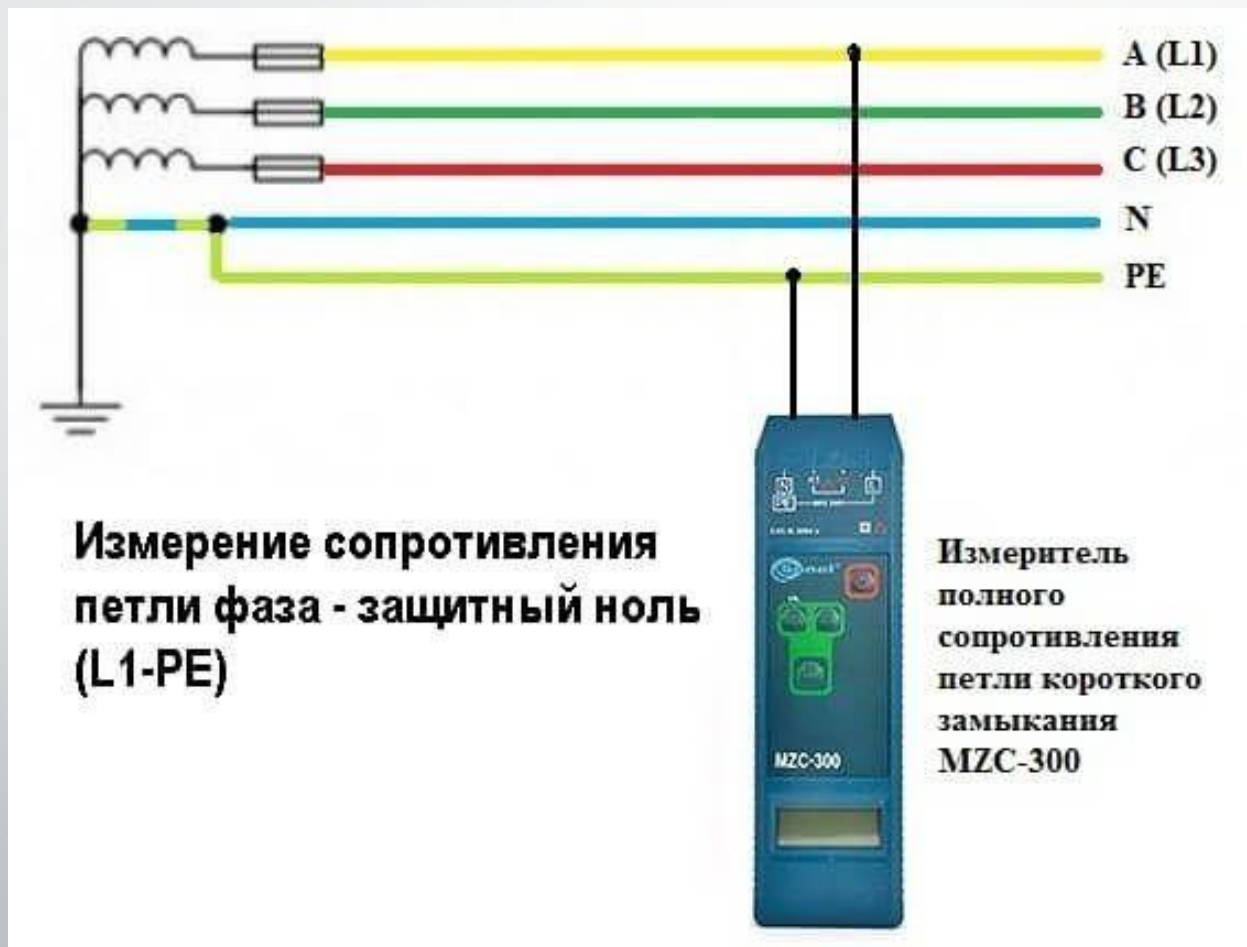 A (L1)
B (L2)
C (L3)
N
PE
Измерение сопротивления
петли фаза - защитный ноль
(L1-PE)
N
L
Sonel
MZC-300
Измеритель
полного
сопротивления
петли короткого
замыкания
MZC-300